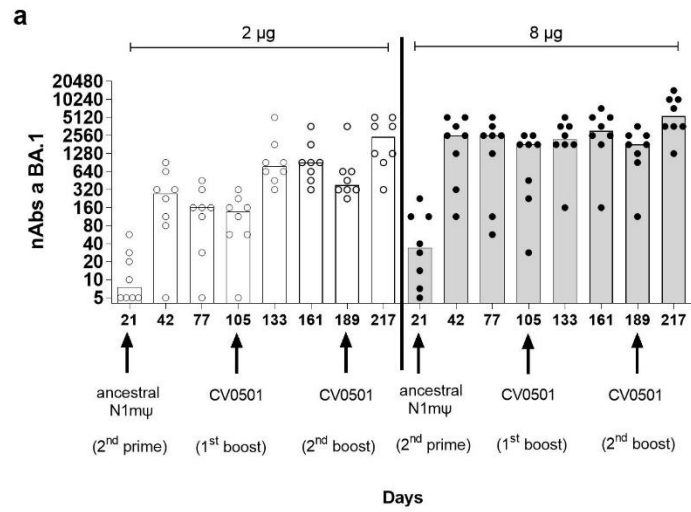 a
2 µg 8 µg
20480
10240
5120
2560
1280
640
320
160
80
40
20
10
5
nAbs a BA.1
21 42 77 105 133 161 189 217 21 42 77 105 133 161 189 217
ancestral CV0501 CV0501 ancestral CV0501 CV0501
N1mψ N1mψ
(2nd prime) (1st boost) (2nd boost) (2nd prime) (1st boost) (2nd boost)
Days